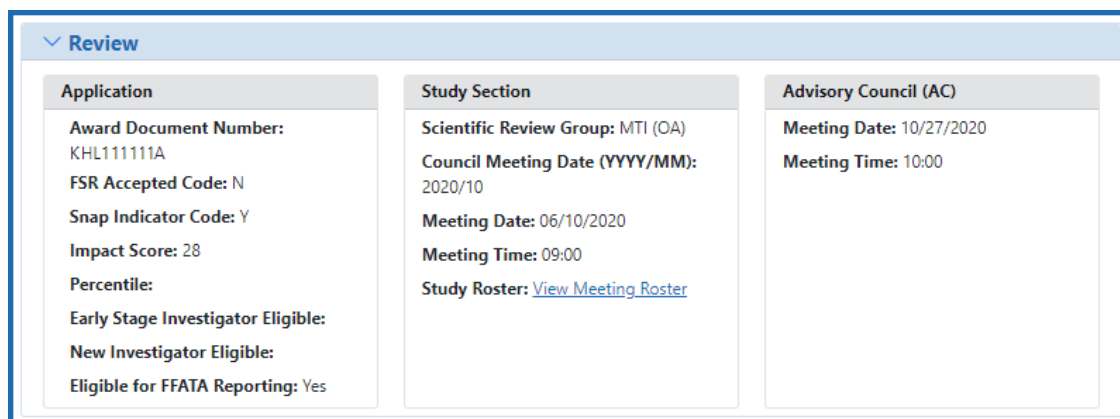 Review
Application
Award Document Number:
KHL111111A
FSR Accepted Code: N
Snap Indicator Code: Y
Impact Score: 28
Percentile:
Early Stage Investigator Eligible:
New Investigator Eligible:
Eligible for FFATA Reporting: Yes
Study Section
Scientific Review Group: MTI (OA)
Council Meeting Date (YYYY/MM):
2020/10
Meeting Date: 06/10/2020
Meeting Time: 09:00
Study Roster: View Meeting Roster
Advisory Council (AC)
Meeting Date: 10/27/2020
Meeting Time: 10:00